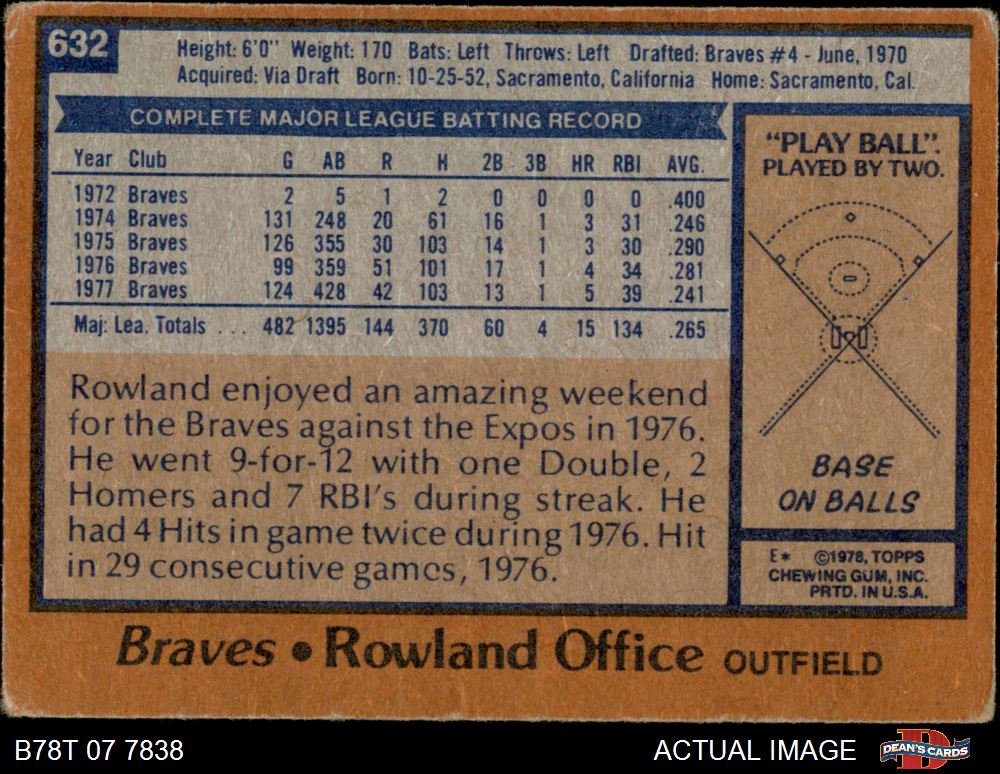 632
Height: 6'0" Weight: 170 Bats: Left Throws: Left Drafted: Braves #4 - June, 1970
Acquired: Via Draft Born: 10-25-52, Sacramento, California Home: Sacramento, Cal.
COMPLETE MAJOR LEAGUE BATTING RECORD
Year Club G AB R H 2B 3B HR RBI AVG.
1972 Braves 2 5 1 2 0 0 0 0 .400
1974 Braves 131 248 20 61 16 1 3 31 .246
1975 Braves 126 355 30 103 14 1 3 30 .290
1976 Braves 99 359 51 101 17 1 4 34 .281
1977 Braves 124 428 42 103 13 1 5 39 .241
Maj. Lea. Totals . . . 482 1395 144 370 60 4 15 134 .265
Rowland enjoyed an amazing weekend
for the Braves against the Expos in 1976.
He went 9-for-12 with one Double, 2
Homers and 7 RBI's during streak. He
had 4 Hits in game twice during 1976. Hit
in 29 consecutive games, 1976.
"PLAY BALL".
PLAYED BY TWO.
BASE
ON BALLS
E* ©1978, TOPPS
CHEWING GUM, INC.
PRTD. IN U.S.A.
Braves • Rowland Office OUTFIELD
B78T 07 7838
ACTUAL IMAGE
DEAN'S CARDS